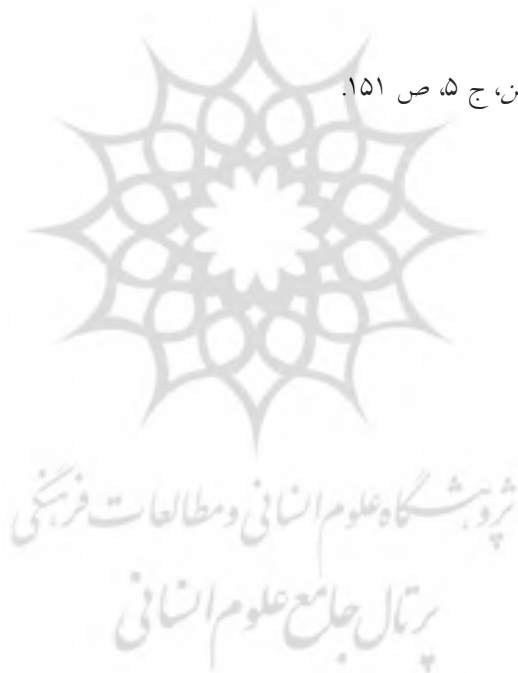 ن، ج ۵، ص ۱۵۱.
پژوهشگاه علوم انسانی و مطالعات فرهنگی
پرتال جامع علوم انسانی